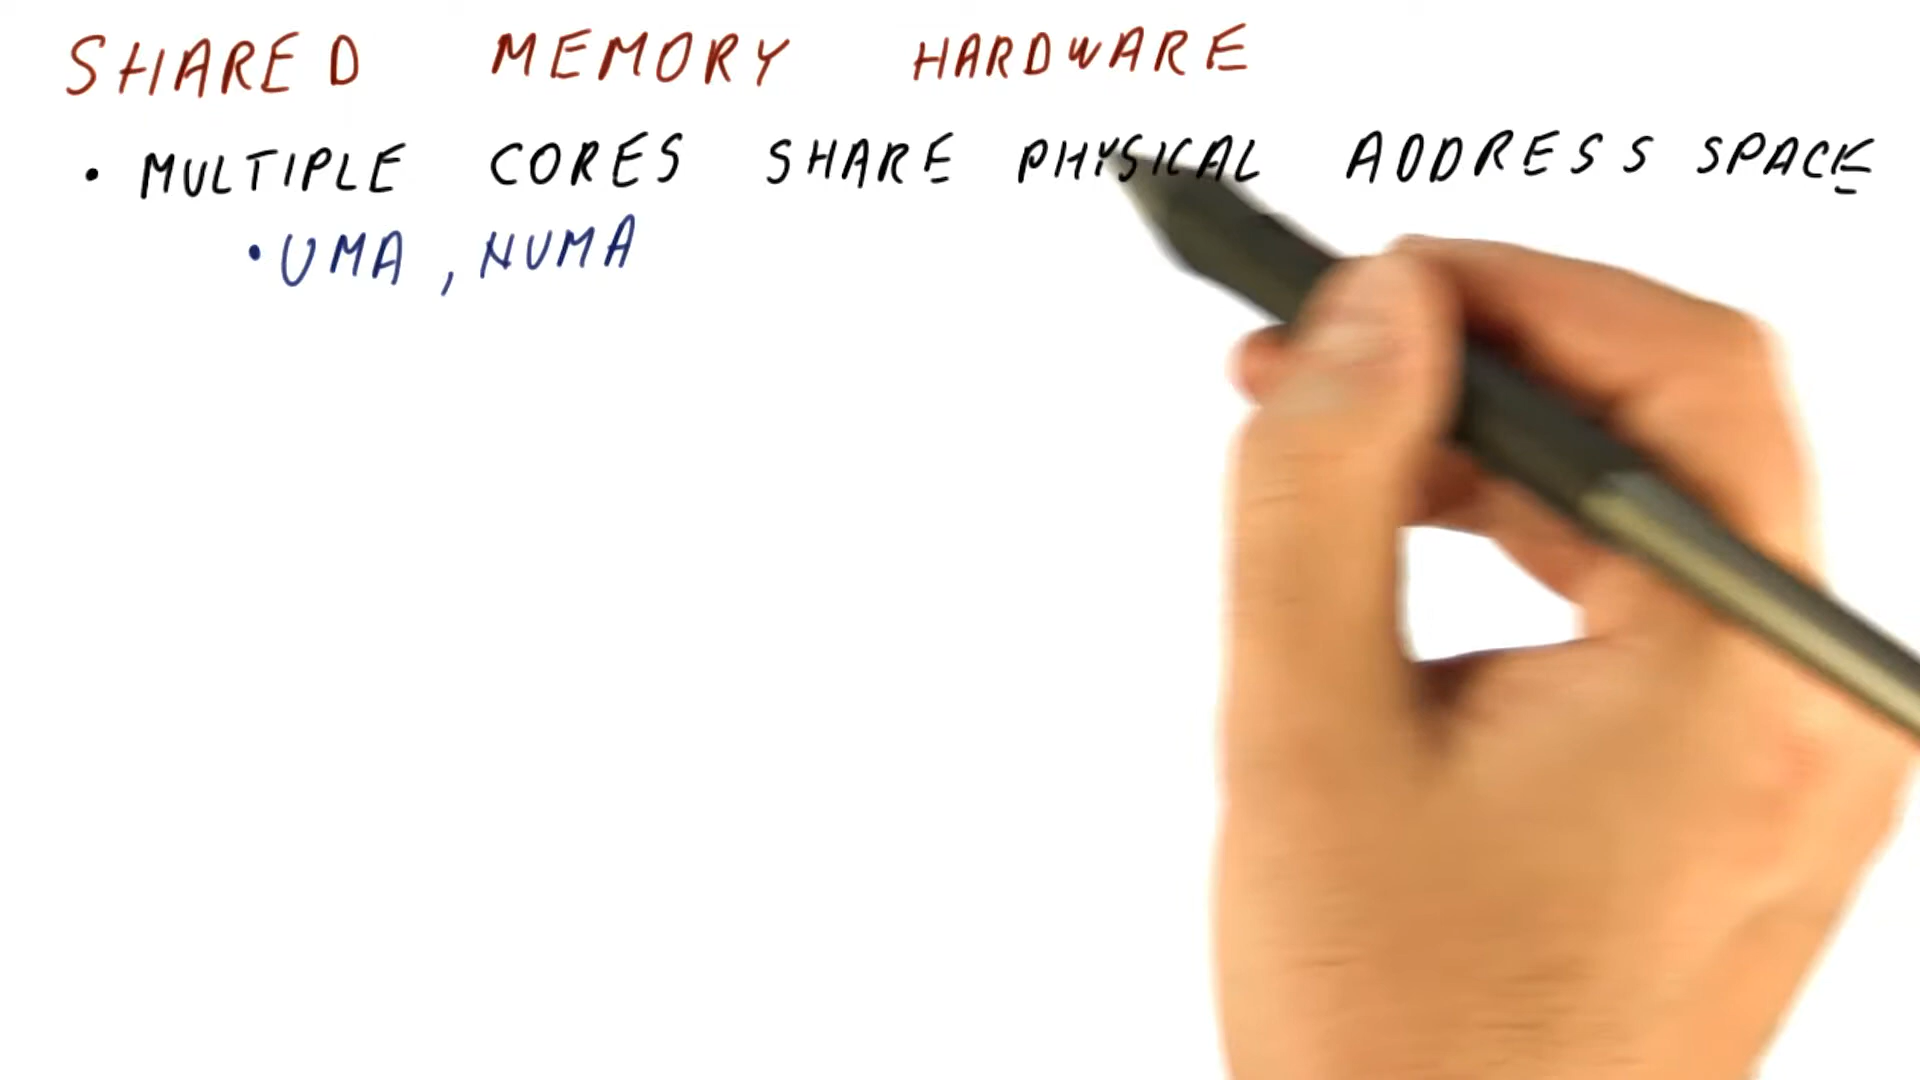 SHARED MEMORY HARDWARE
• MULTIPLE CORES SHARE PHYSICAL ADDRESS SPACE
• UMA, NUMA